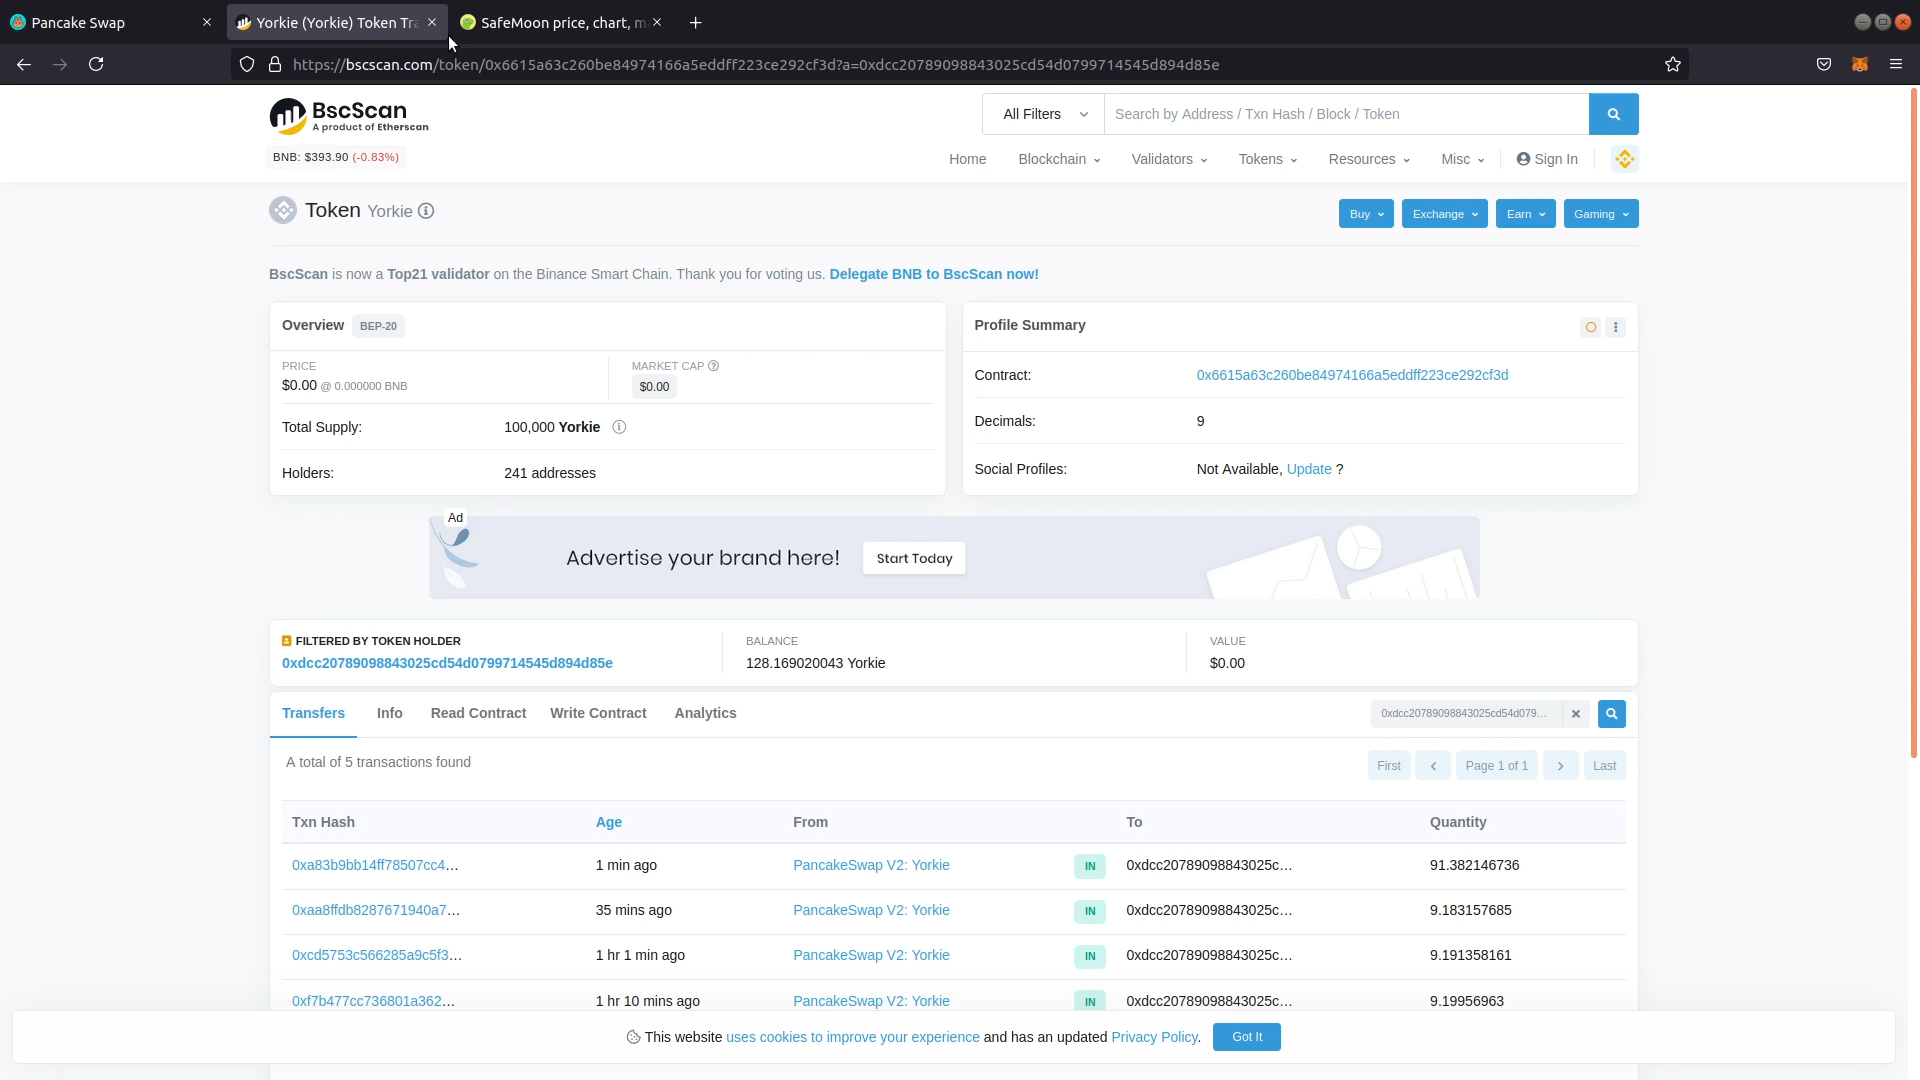 Pancake Swap
Yorkie (Yorkie) Token Tra
SafeMoon price, chart, m
https://bscscan.com/token/0x6615a63c260be84974166a5eddff223ce292cf3d?a=0xdcc20789098843025cd54d0799714545d894d85e
BscScan
A product of Etherscan
BNB: $393.90 (-0.83%)
All Filters
Search by Address / Txn Hash / Block / Token
Home Blockchain Validators Tokens Resources Misc Sign In
Token Yorkie
Buy Exchange Earn Gaming
BscScan is now a Top21 validator on the Binance Smart Chain. Thank you for voting us. Delegate BNB to BscScan now!
Overview BEP-20
PRICE
$0.00 @ 0.000000 BNB
MARKET CAP
$0.00
Total Supply: 100,000 Yorkie
Holders: 241 addresses
Profile Summary
Contract: 0x6615a63c260be84974166a5eddff223ce292cf3d
Decimals: 9
Social Profiles: Not Available, Update ?
Ad
Advertise your brand here! Start Today
FILTERED BY TOKEN HOLDER
0xdcc20789098843025cd54d0799714545d894d85e
BALANCE
128.169020043 Yorkie
VALUE
$0.00
Transfers Info Read Contract Write Contract Analytics
0xdcc20789098843025cd54d079...
A total of 5 transactions found
First Page 1 of 1 Last
Txn Hash Age From To Quantity
0xa83b9bb14ff78507cc4... 1 min ago PancakeSwap V2: Yorkie IN 0xdcc20789098843025c... 91.382146736
0xaa8ffdb8287671940a7... 35 mins ago PancakeSwap V2: Yorkie IN 0xdcc20789098843025c... 9.183157685
0xcd5753c566285a9c5f3... 1 hr 1 min ago PancakeSwap V2: Yorkie IN 0xdcc20789098843025c... 9.191358161
0xf7b477cc736801a362... 1 hr 10 mins ago PancakeSwap V2: Yorkie IN 0xdcc20789098843025c... 9.19956963
This website uses cookies to improve your experience and has an updated Privacy Policy. Got It